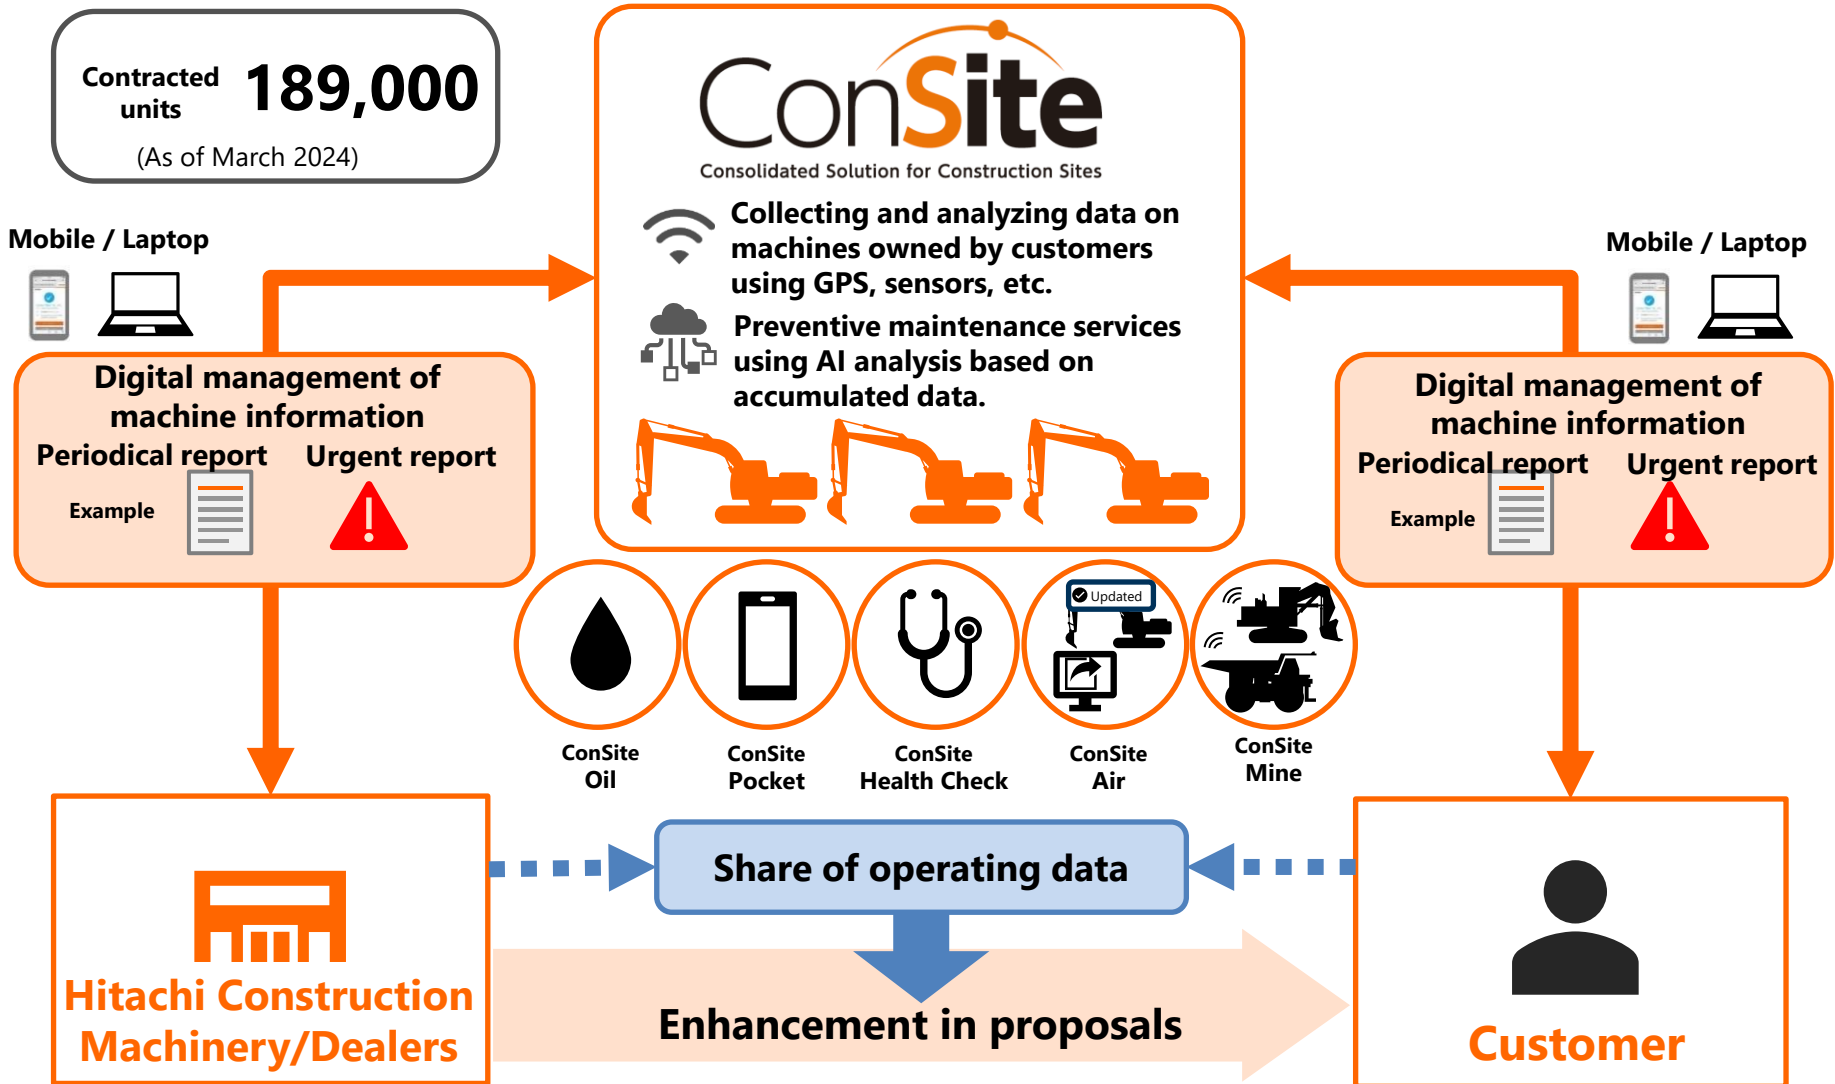 Contracted
units
189,000
(As of March 2024)
ConSite
Consolidated Solution for Construction Sites
Collecting and analyzing data on
machines owned by customers
using GPS, sensors, etc.
Preventive maintenance services
using AI analysis based on
accumulated data.
Mobile / Laptop
Digital management of
machine information
Periodical report
Urgent report
Example
Mobile / Laptop
Digital management of
machine information
Periodical report
Urgent report
Example
Updated
ConSite
Oil
ConSite
Pocket
ConSite
Health Check
ConSite
Air
ConSite
Mine
Share of operating data
Enhancement in proposals
Hitachi Construction
Machinery/Dealers
Customer